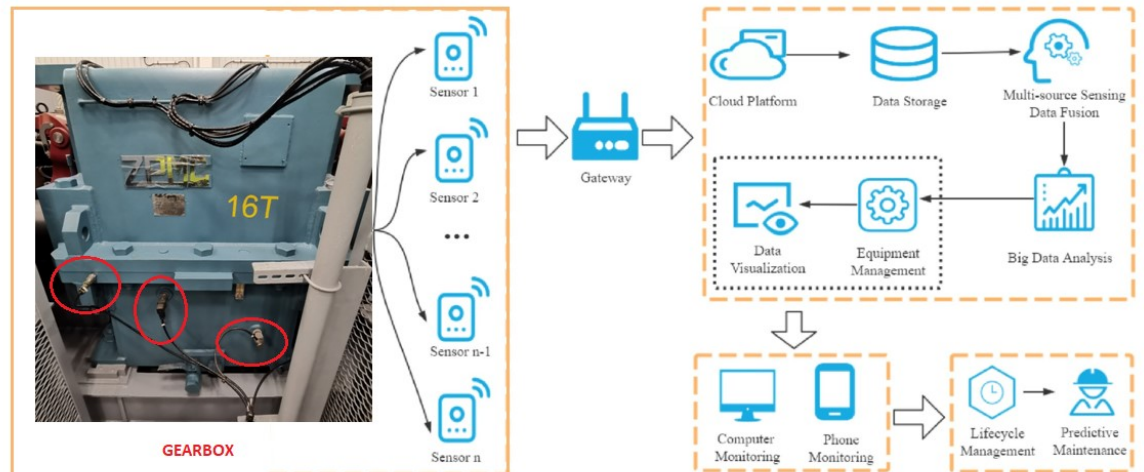 ZPMC
16T
GEARBOX
Sensor 1
Sensor 2
...
Sensor n-1
Sensor n
Gateway
Cloud Platform
Data Storage
Multi-source Sensing
Data Fusion
Data
Visualization
Equipment
Management
Big Data Analysis
Computer
Monitoring
Phone
Monitoring
Lifecycle
Management
Predictive
Maintenance